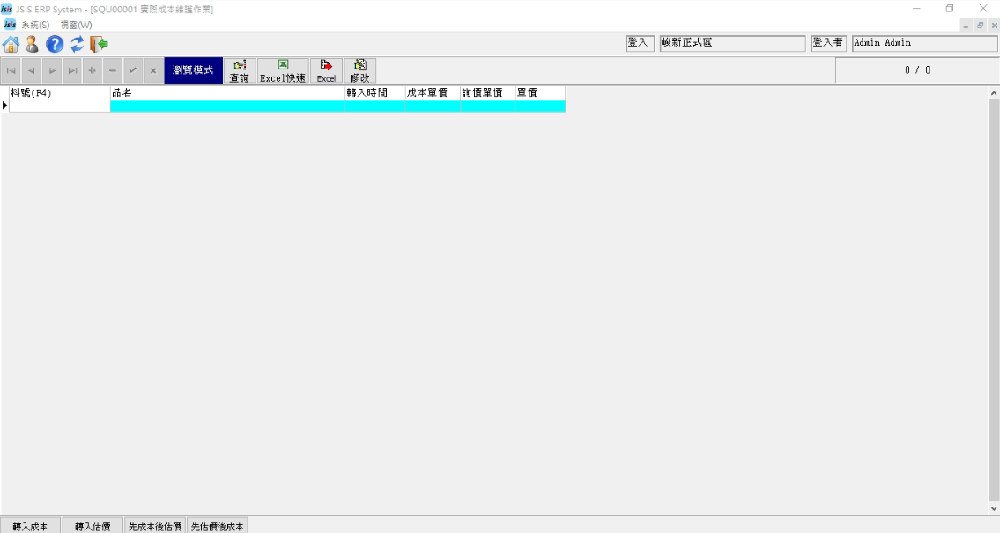 jsis JSIS ERP System - [SQU00001 實際成本維護作業]
jsis 系統(S) 視窗(W)
登入 峻新正式區 登入者 Admin Admin
瀏覽模式 查詢 Excel快速 Excel 修改 0 / 0
料號(F4) 品名 轉入時間 成本單價 詢價單價 單價
轉入成本 轉入估價 先成本後估價 先估價後成本